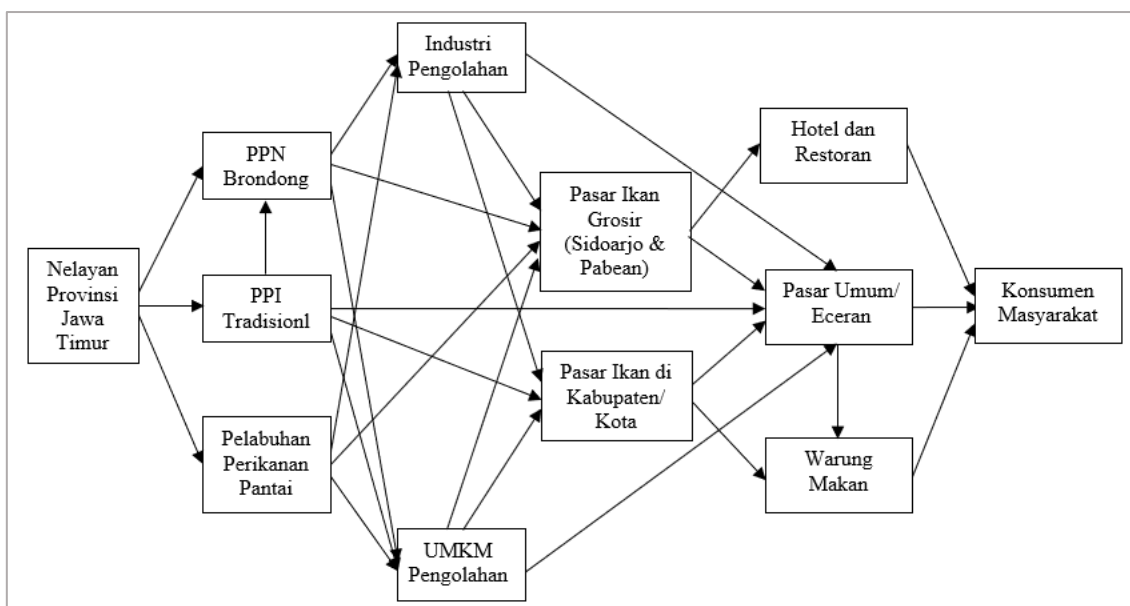 Industri
Pengolahan
PPN
Brondong
Hotel dan
Restoran
Pasar Ikan
Grosir
(Sidoarjo &
Pabean)
Nelayan
Provinsi
Jawa
Timur
PPI
Tradisionl
Pasar Umum/
Eceran
Konsumen
Masyarakat
Pasar Ikan di
Kabupaten/
Kota
Pelabuhan
Perikanan
Pantai
Warung
Makan
UMKM
Pengolahan